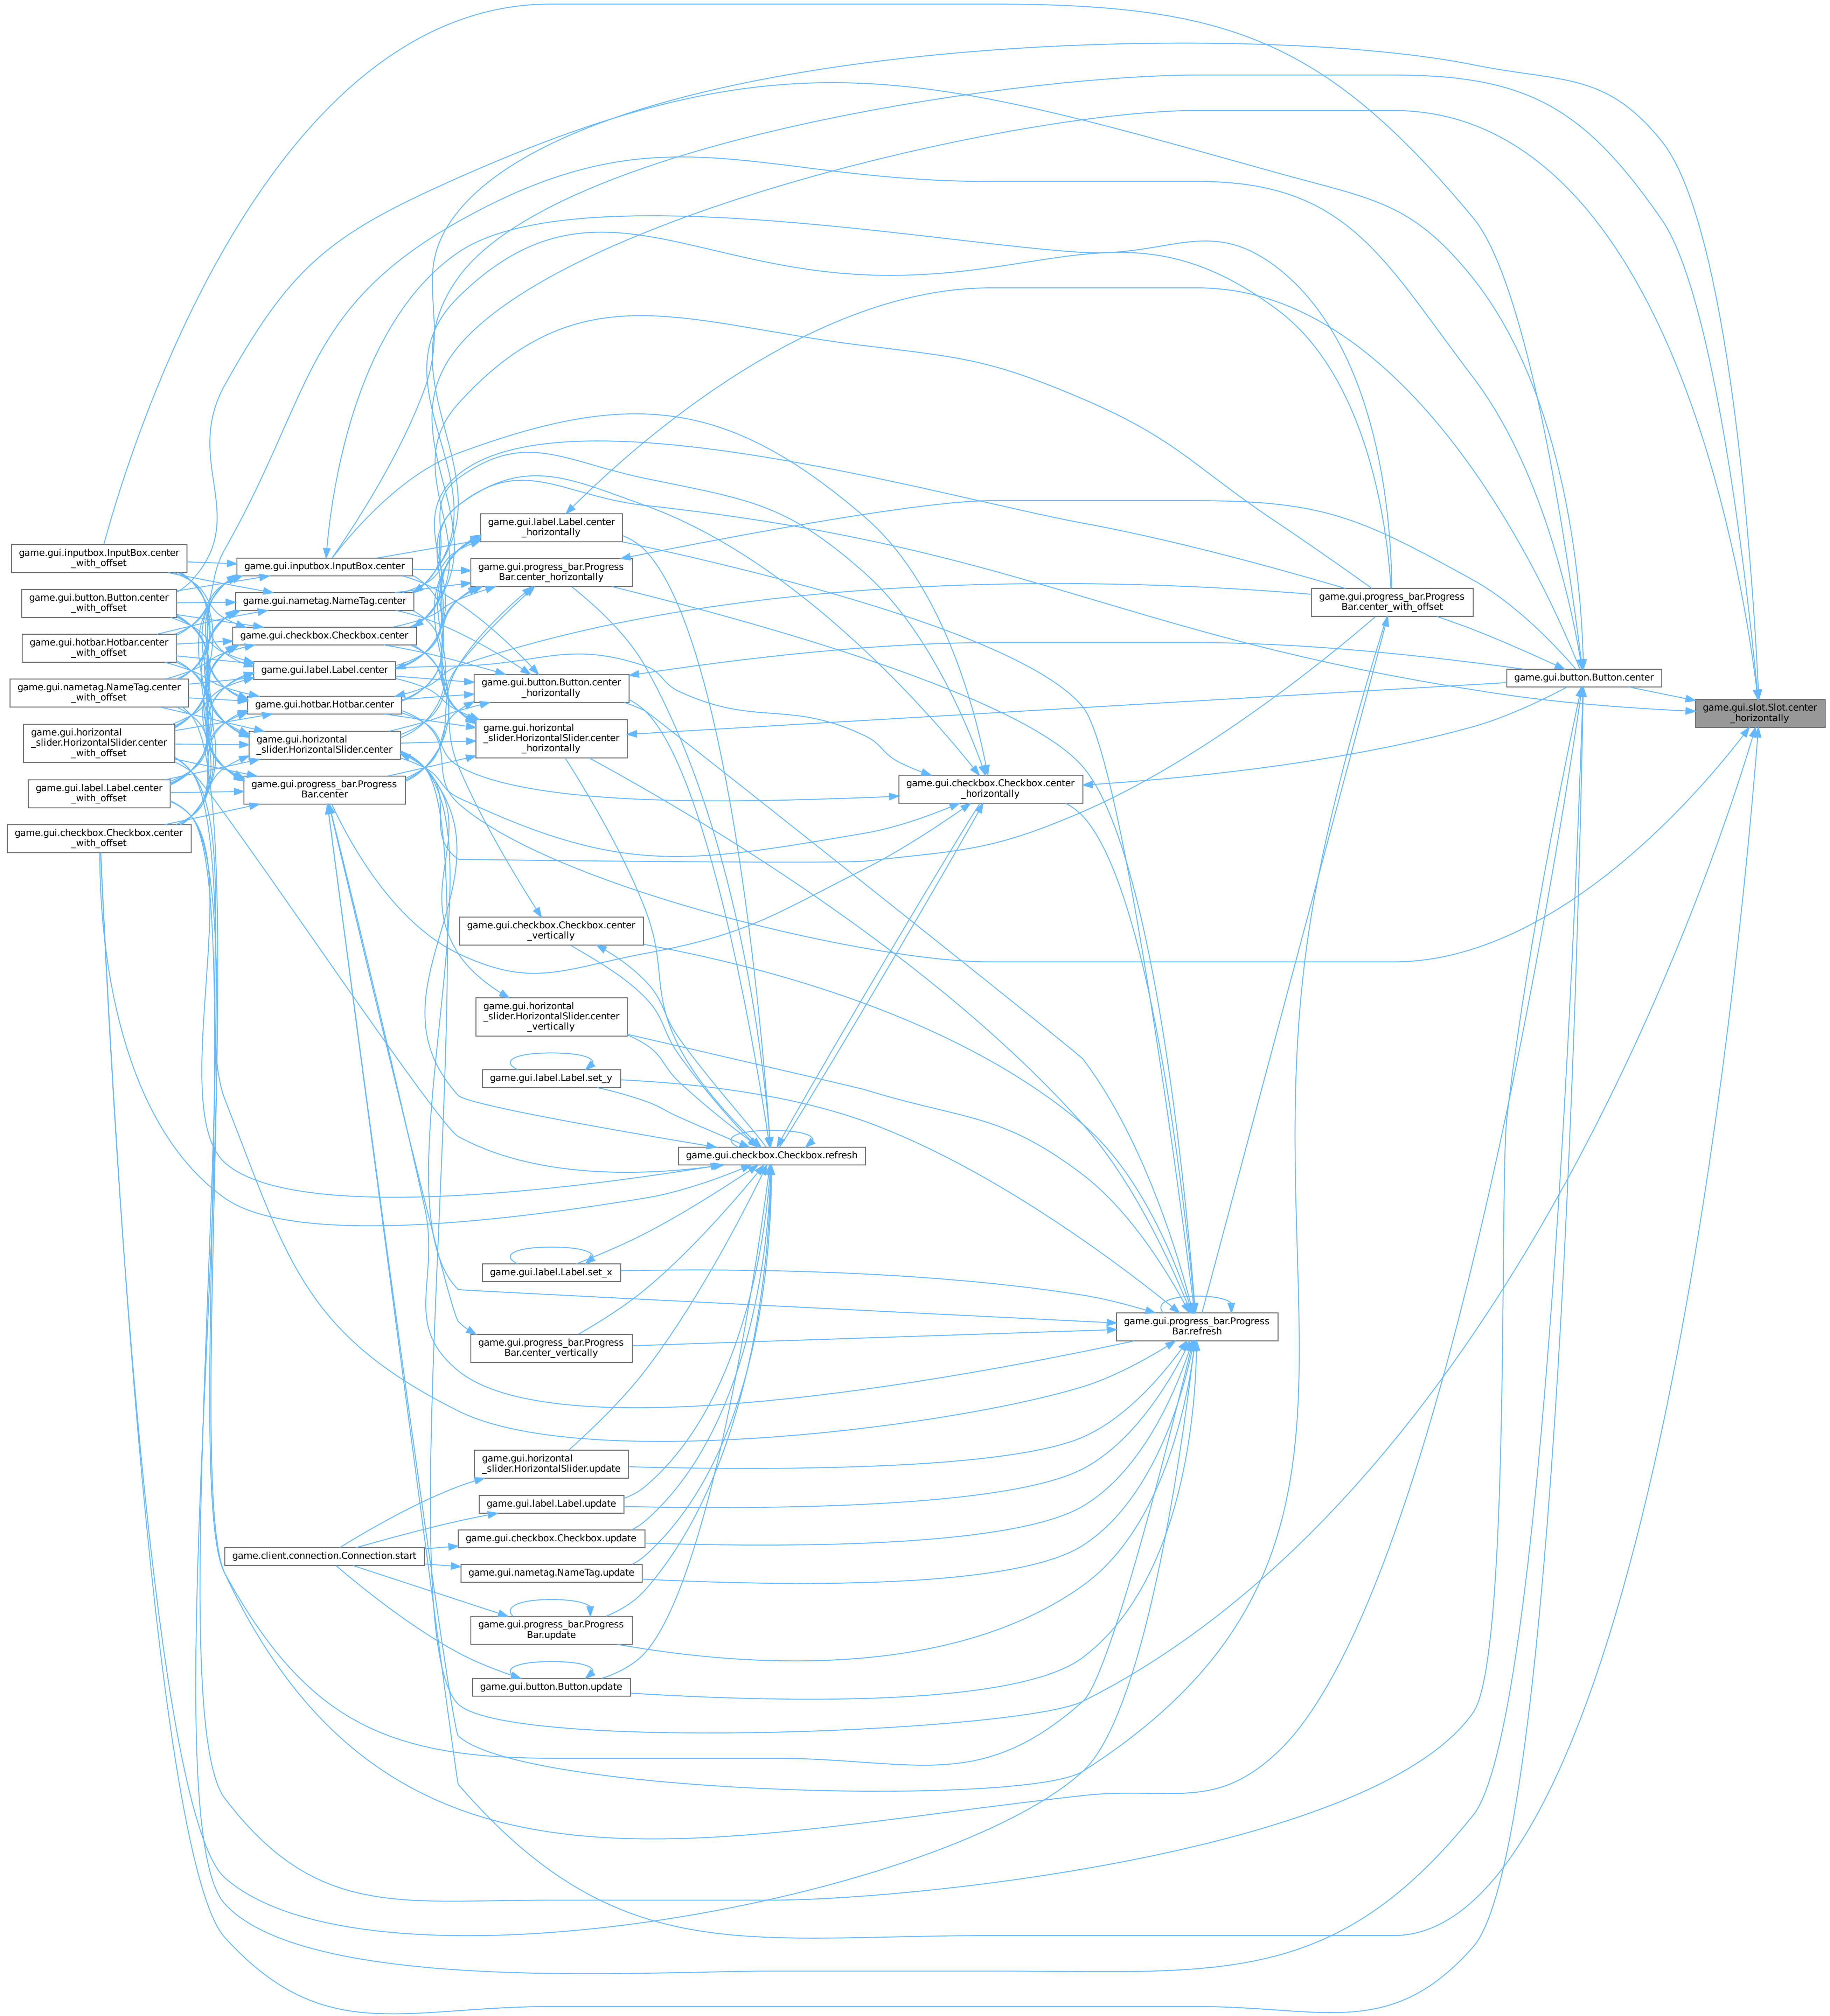 game.gui.inputbox.InputBox.center
_with_offset
game.gui.button.Button.center
_with_offset
game.gui.hotbar.Hotbar.center
_with_offset
game.gui.nametag.NameTag.center
_with_offset
game.gui.horizontal
_slider.HorizontalSlider.center
_with_offset
game.gui.label.Label.center
_with_offset
game.gui.checkbox.Checkbox.center
_with_offset
game.gui.inputbox.InputBox.center
game.gui.nametag.NameTag.center
game.gui.checkbox.Checkbox.center
game.gui.label.Label.center
game.gui.hotbar.Hotbar.center
game.gui.horizontal
_slider.HorizontalSlider.center
game.gui.progress_bar.Progress
Bar.center
game.client.connection.Connection.start
game.gui.label.Label.center
_horizontally
game.gui.progress_bar.Progress
Bar.center_horizontally
game.gui.button.Button.center
_horizontally
game.gui.horizontal
_slider.HorizontalSlider.center
_horizontally
game.gui.checkbox.Checkbox.center
_vertically
game.gui.horizontal
_slider.HorizontalSlider.center
_vertically
game.gui.label.Label.set_y
game.gui.label.Label.set_x
game.gui.progress_bar.Progress
Bar.center_vertically
game.gui.horizontal
_slider.HorizontalSlider.update
game.gui.label.Label.update
game.gui.checkbox.Checkbox.update
game.gui.nametag.NameTag.update
game.gui.progress_bar.Progress
Bar.update
game.gui.button.Button.update
game.gui.checkbox.Checkbox.refresh
game.gui.checkbox.Checkbox.center
_horizontally
game.gui.progress_bar.Progress
Bar.refresh
game.gui.progress_bar.Progress
Bar.center_with_offset
game.gui.button.Button.center
game.gui.slot.Slot.center
_horizontally